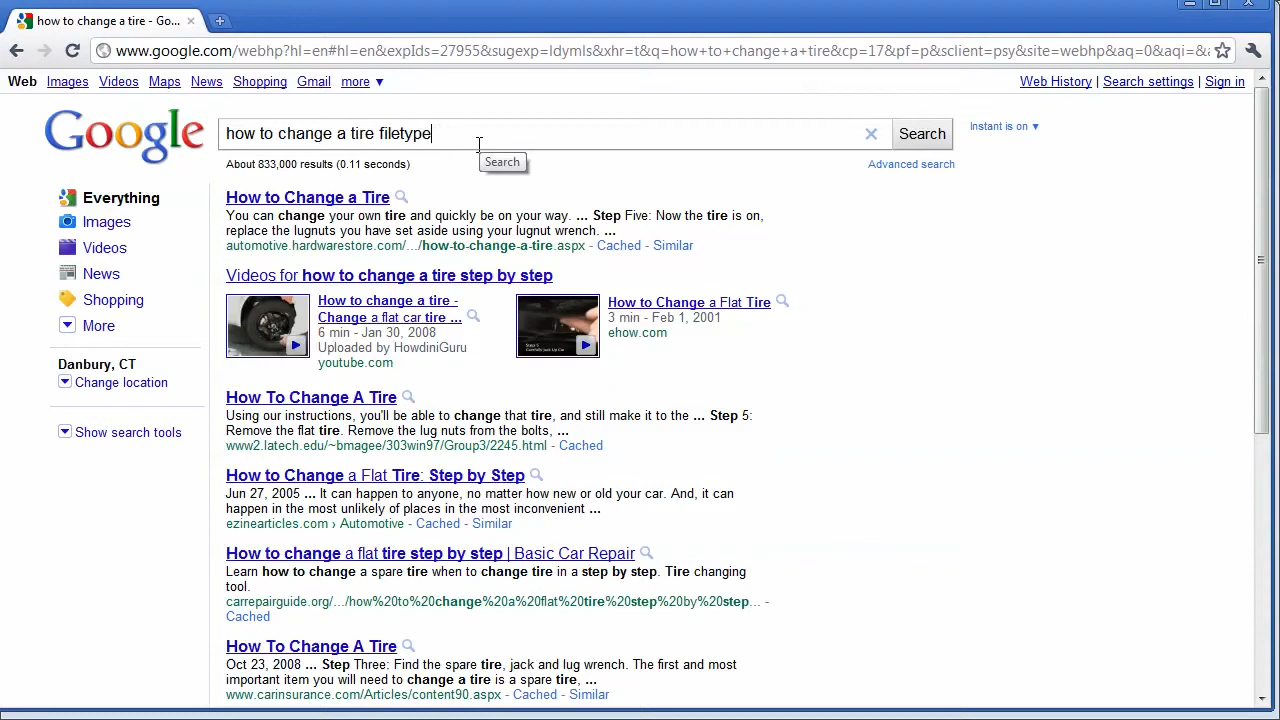 how to change a tire - Go...
www.google.com/webhp?hl=en#hl=en&expIds=27955&sugexp=ldymls&xhr=t&q=how+to+change+a+tire&cp=17&pf=p&sclient=psy&site=webhp&aq=0&aqi=&
Web Images Videos Maps News Shopping Gmail more ▼
Web History | Search settings | Sign in
Google
how to change a tire filetype
Search
Instant is on ▼
Search
About 833,000 results (0.11 seconds)
Advanced search
Everything
Images
Videos
News
Shopping
More
Danbury, CT
Change location
Show search tools
How to Change a Tire
You can change your own tire and quickly be on your way. ... Step Five: Now the tire is on,
replace the lugnuts you have set aside using your lugnut wrench. ...
automotive.hardwarestore.com/.../how-to-change-a-tire.aspx - Cached - Similar
Videos for how to change a tire step by step
How to change a tire -
Change a flat car tire ...
6 min - Jan 30, 2008
Uploaded by HowdiniGuru
youtube.com
How to Change a Flat Tire
3 min - Feb 1, 2001
ehow.com
How To Change A Tire
Using our instructions, you'll be able to change that tire, and still make it to the ... Step 5:
Remove the flat tire. Remove the lug nuts from the bolts, ...
www2.latech.edu/~bmagee/303win97/Group3/2245.html - Cached
How to Change a Flat Tire: Step by Step
Jun 27, 2005 ... It can happen to anyone, no matter how new or old your car. And, it can
happen in the most unlikely of places in the most inconvenient ...
ezinearticles.com › Automotive - Cached - Similar
How to change a flat tire step by step | Basic Car Repair
Learn how to change a spare tire when to change tire in a step by step. Tire changing
tool.
carrepairguide.org/.../how%20to%20change%20a%20flat%20tire%20step%20by%20step... -
Cached
How To Change A Tire
Oct 23, 2008 ... Step Three: Find the spare tire, jack and lug wrench. The first and most
important item you will need to change a tire is a spare tire, ...
www.carinsurance.com/Articles/content90.aspx - Cached - Similar